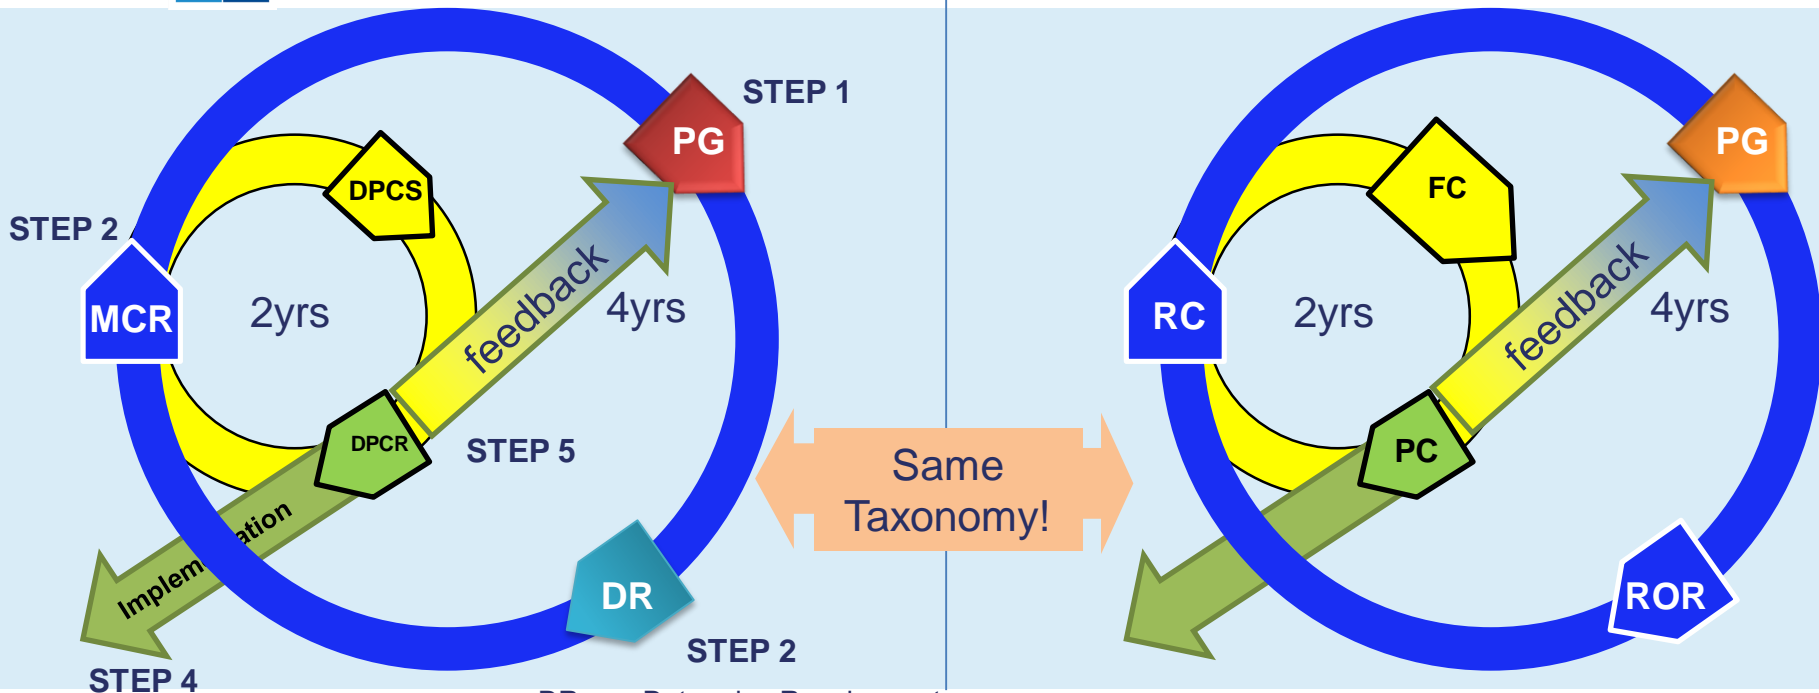 STEP 1
PG
DPCS
STEP 2
MCR
2yrs
feedback
4yrs
DPCR
STEP 5
Implem ation
DR
STEP 2
STEP 4
Same
Taxonomy!
PG
FC
RC
2yrs
feedback
4yrs
PC
ROR